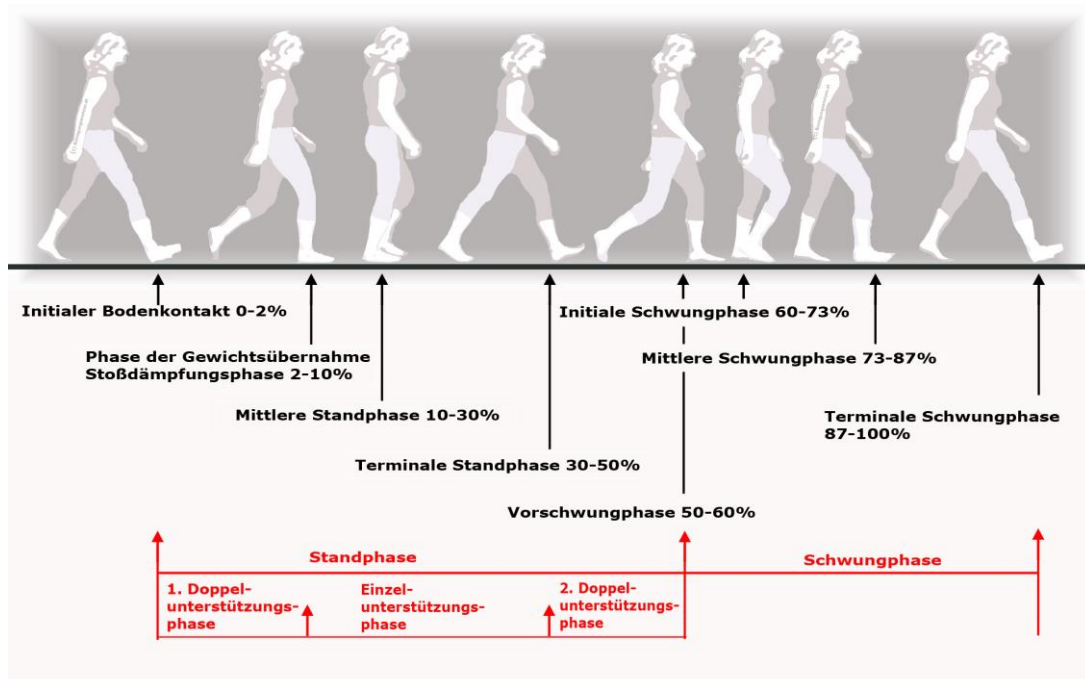 Initialer Bodenkontakt 0-2%
Initiale Schwungphase 60-73%
Phase der Gewichtsübernahme
Stoßdämpfungsphase 2-10%
Mittlere Schwungphase 73-87%
Mittlere Standphase 10-30%
Terminale Schwungphase
87-100%
Terminale Standphase 30-50%
Vorschwungphase 50-60%
Standphase
Schwungphase
1. Doppel-
unterstützungs-
phase
Einzel-
unterstützungs-
phase
2. Doppel-
unterstützungs-
phase